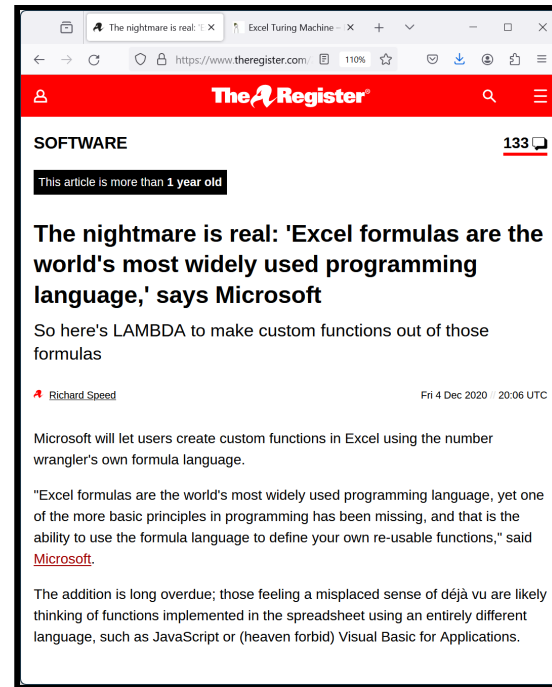 The nightmare is real: 'E
Excel Turing Machine –
https://www.theregister.com/
110%
The Register®
SOFTWARE
133
This article is more than 1 year old
The nightmare is real: 'Excel formulas are the
world's most widely used programming
language,' says Microsoft
So here's LAMBDA to make custom functions out of those
formulas
Richard Speed
Fri 4 Dec 2020 // 20:06 UTC
Microsoft will let users create custom functions in Excel using the number
wrangler's own formula language.
"Excel formulas are the world's most widely used programming language, yet one
of the more basic principles in programming has been missing, and that is the
ability to use the formula language to define your own re-usable functions," said
Microsoft.
The addition is long overdue; those feeling a misplaced sense of déjà vu are likely
thinking of functions implemented in the spreadsheet using an entirely different
language, such as JavaScript or (heaven forbid) Visual Basic for Applications.